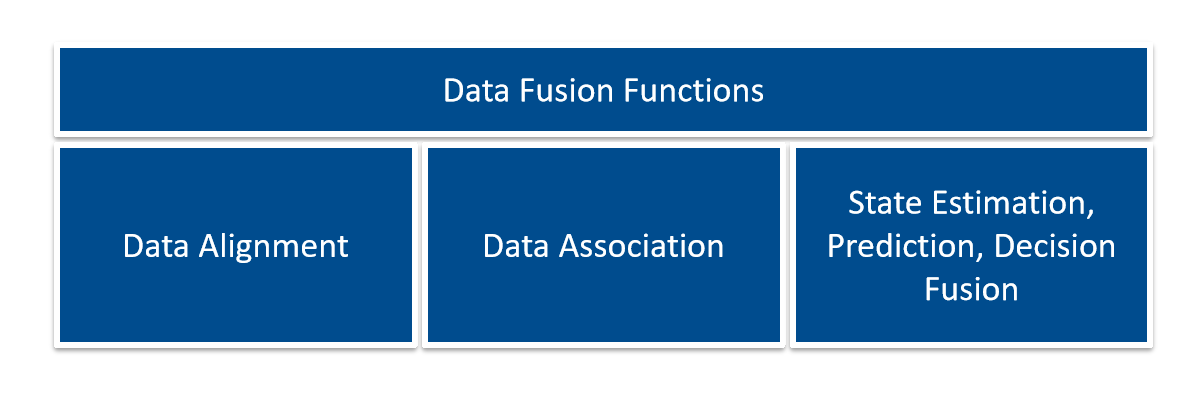 Data Fusion Functions
Data Alignment
Data Association
State Estimation,
Prediction, Decision
Fusion